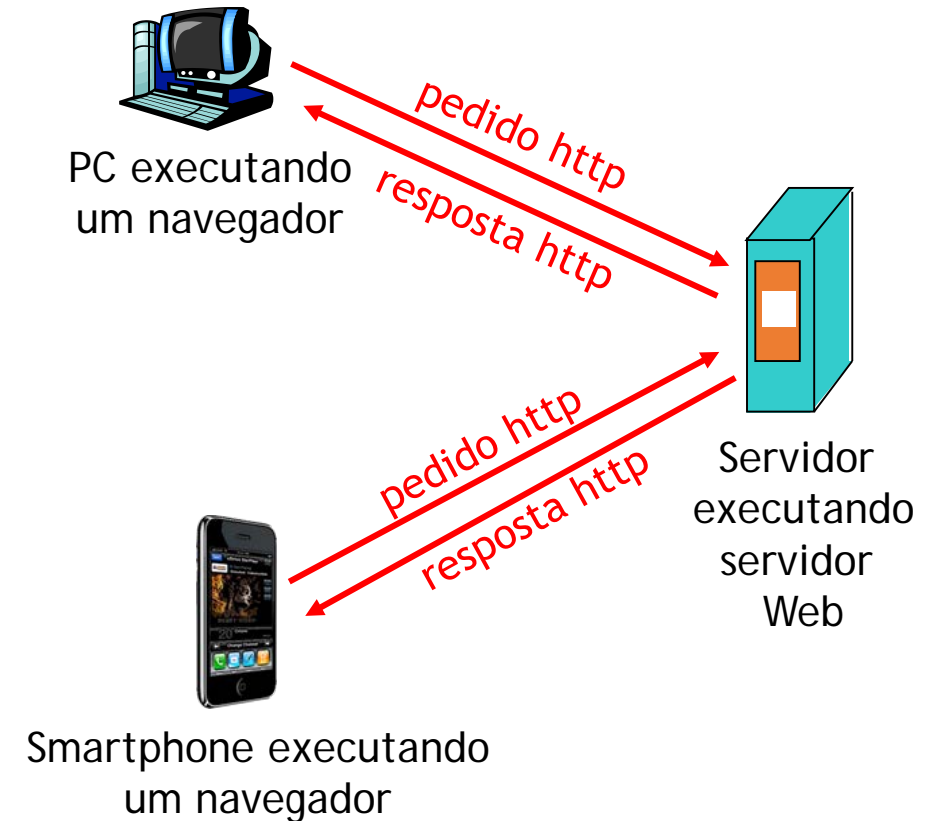 pedido http
resposta http
PC executando
um navegador
pedido http
resposta http
Servidor
executando
servidor
Web
Smartphone executando
um navegador